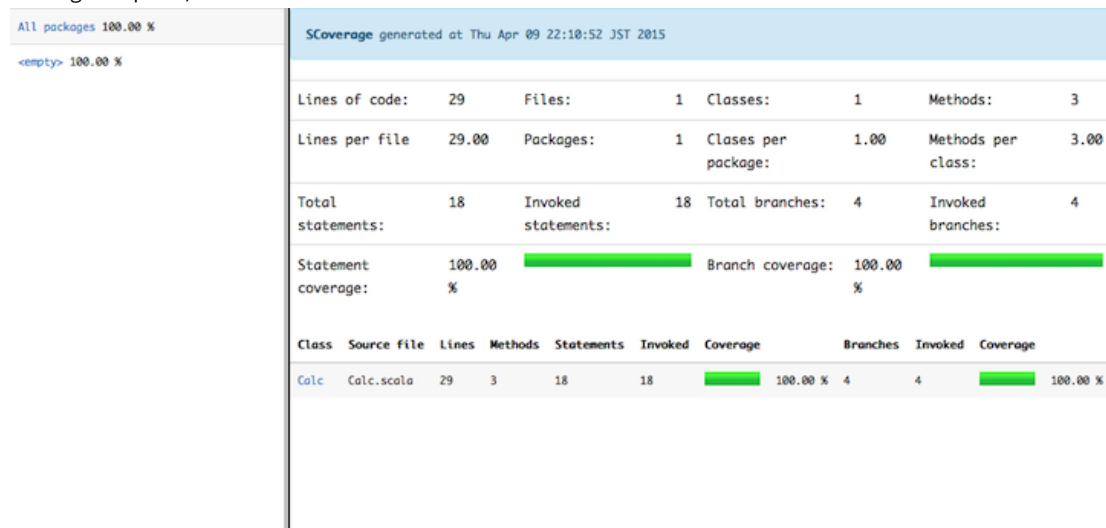 All packages 100.00 %
<empty> 100.00 %
SCoverage generated at Thu Apr 09 22:10:52 JST 2015
Lines of code: 29 Files: 1 Classes: 1 Methods: 3
Lines per file 29.00 Packages: 1 Clases per package: 1.00 Methods per class: 3.00
Total statements: 18 Invoked statements: 18 Total branches: 4 Invoked branches: 4
Statement coverage: 100.00 % Branch coverage: 100.00 %
Class Source file Lines Methods Statements Invoked Coverage Branches Invoked Coverage
Calc Calc.scala 29 3 18 18 100.00 % 4 4 100.00 %